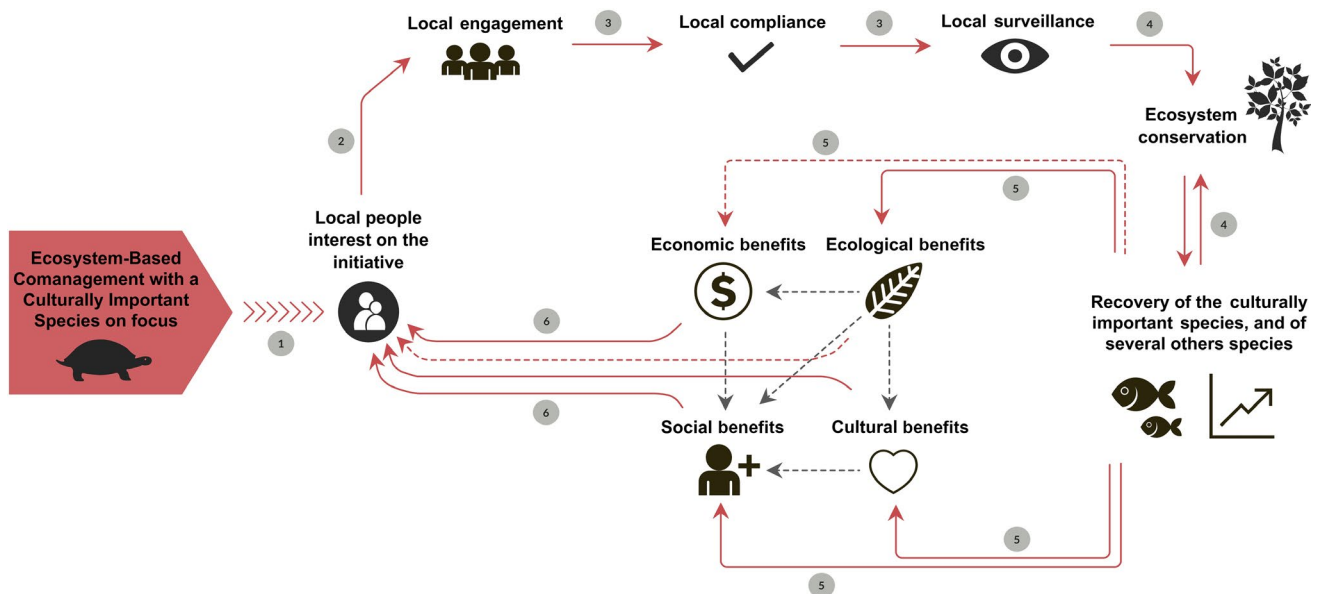 Local engagement
3
Local compliance
3
Local surveillance
4
Ecosystem
conservation
2
5
5
4
Local people
interest on the
initiative
Economic benefits
Ecological benefits
Ecosystem-Based
Comanagement with a
Culturally Important
Species on focus
1
$
6
Recovery of the culturally
important species, and of
several others species
6
Social benefits
Cultural benefits
5
5